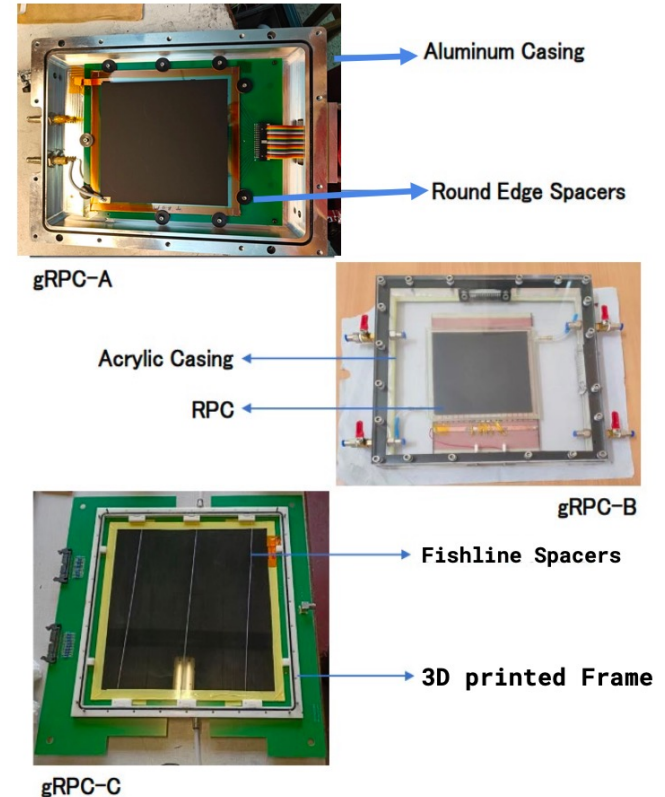 Aluminum Casing
Round Edge Spacers
gRPC-A
Acrylic Casing
RPC
gRPC-B
Fishline Spacers
3D printed Frame
gRPC-C